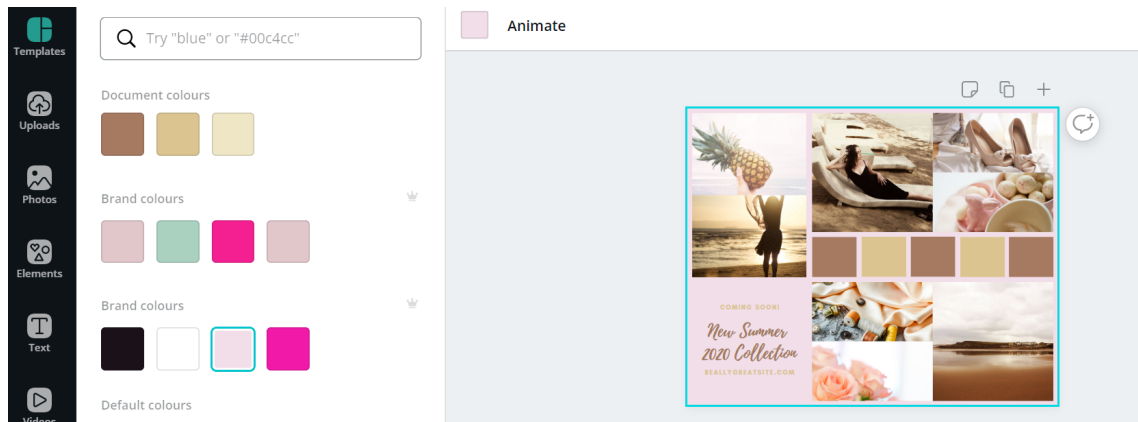 Templates
Uploads
Photos
Elements
Text
Videos
Try "blue" or "#00c4cc"
Document colours
Brand colours
Brand colours
Default colours
Animate
COMING SOON!
New Summer
2020 Collection
REALLYGREATSITE.COM